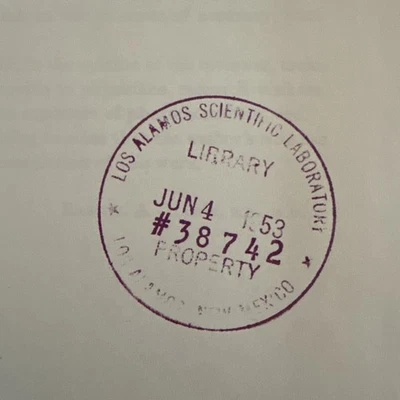 LOS ALAMOS SCIENTIFIC LABORATORY
LIBRARY
JUN 4 1953
#38742
PROPERTY
LOS ALAMOS, NEW MEXICO